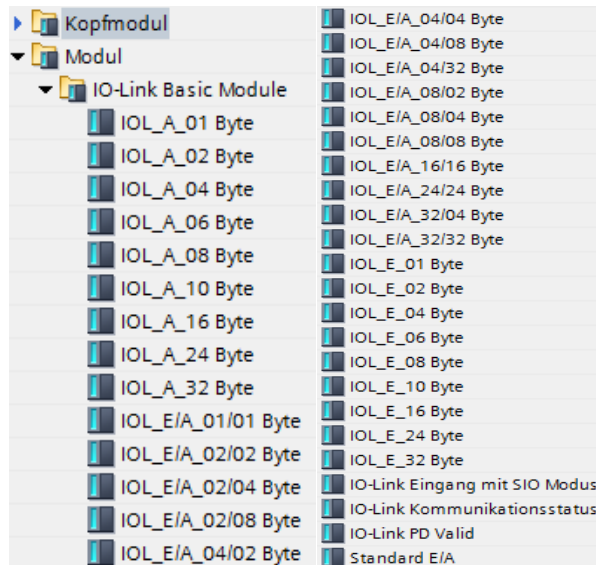 Kopfmodul
Modul
IO-Link Basic Module
IOL_A_01 Byte
IOL_A_02 Byte
IOL_A_04 Byte
IOL_A_06 Byte
IOL_A_08 Byte
IOL_A_10 Byte
IOL_A_16 Byte
IOL_A_24 Byte
IOL_A_32 Byte
IOL_E/A_01/01 Byte
IOL_E/A_02/02 Byte
IOL_E/A_02/04 Byte
IOL_E/A_02/08 Byte
IOL_E/A_04/02 Byte
IOL_E/A_04/04 Byte
IOL_E/A_04/08 Byte
IOL_E/A_04/32 Byte
IOL_E/A_08/02 Byte
IOL_E/A_08/04 Byte
IOL_E/A_08/08 Byte
IOL_E/A_16/16 Byte
IOL_E/A_24/24 Byte
IOL_E/A_32/04 Byte
IOL_E/A_32/32 Byte
IOL_E_01 Byte
IOL_E_02 Byte
IOL_E_04 Byte
IOL_E_06 Byte
IOL_E_08 Byte
IOL_E_10 Byte
IOL_E_16 Byte
IOL_E_24 Byte
IOL_E_32 Byte
IO-Link Eingang mit SIO Modus
IO-Link Kommunikationsstatus
IO-Link PD Valid
Standard E/A